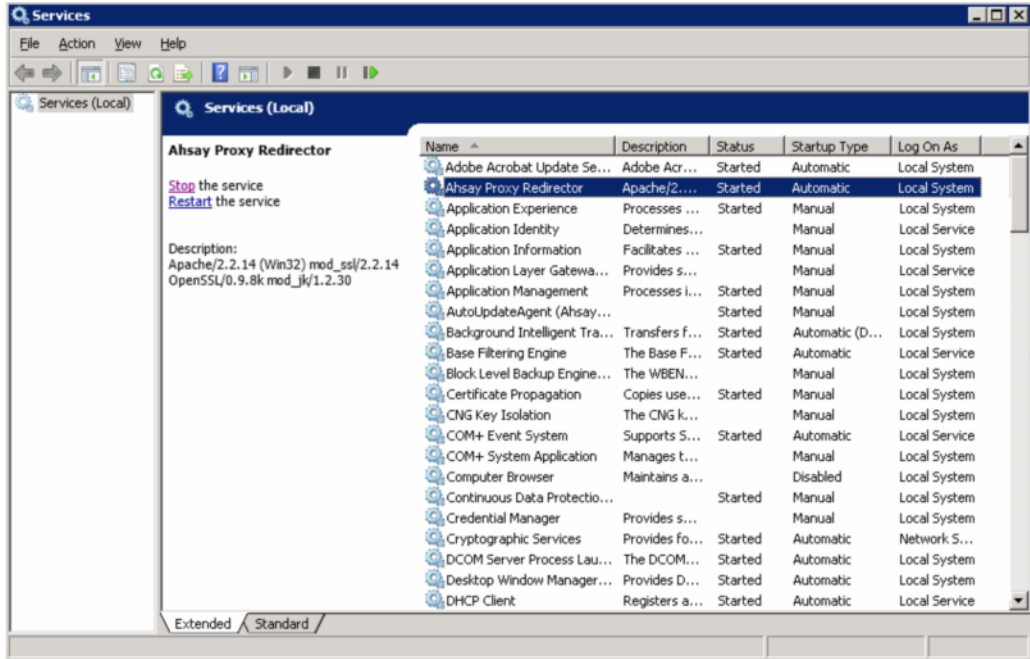 Services
File Action View Help
Services (Local)
Services (Local)
Ahsay Proxy Redirector
Stop the service
Restart the service
Description:
Apache/2.2.14 (Win32) mod_ssl/2.2.14
OpenSSL/0.9.8k mod_jk/1.2.30
Name Description Status Startup Type Log On As
Adobe Acrobat Update Se... Adobe Acr... Started Automatic Local System
Ahsay Proxy Redirector Apache/2.... Started Automatic Local System
Application Experience Processes ... Started Manual Local System
Application Identity Determines... Manual Local Service
Application Information Facilitates ... Started Manual Local System
Application Layer Gatewa... Provides s... Manual Local Service
Application Management Processes i... Started Manual Local System
AutoUpdateAgent (Ahsay... Started Manual Local System
Background Intelligent Tra... Transfers f... Started Automatic (D... Local System
Base Filtering Engine The Base F... Started Automatic Local Service
Block Level Backup Engine... The WBEN... Manual Local System
Certificate Propagation Copies use... Started Manual Local System
CNG Key Isolation The CNG k... Manual Local System
COM+ Event System Supports S... Started Automatic Local Service
COM+ System Application Manages t... Manual Local System
Computer Browser Maintains a... Disabled Local System
Continuous Data Protectio... Started Manual Local System
Credential Manager Provides s... Manual Local System
Cryptographic Services Provides fo... Started Automatic Network S...
DCOM Server Process Lau... The DCOM... Started Automatic Local System
Desktop Window Manager... Provides D... Started Automatic Local System
DHCP Client Registers a... Started Automatic Local Service
Extended Standard